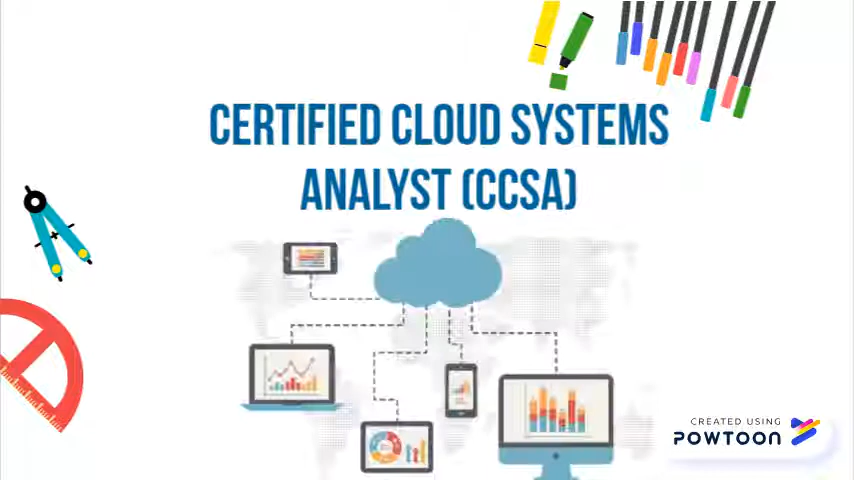 CERTIFIED CLOUD SYSTEMS
ANALYST (CCSA)
CREATED USING
POWTOON